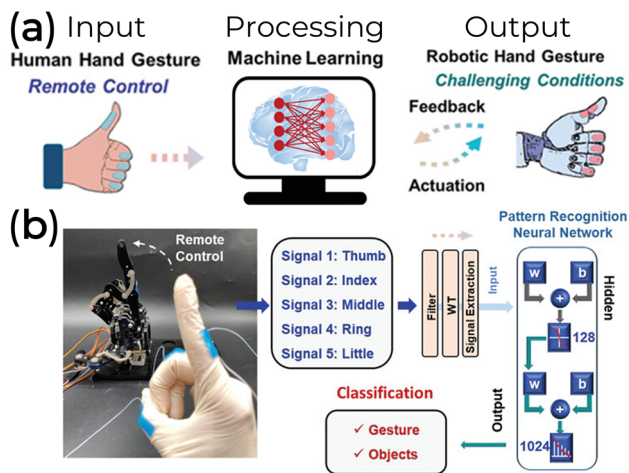 (a) Input Processing Output
Human Hand Gesture
Remote Control
Machine Learning
Robotic Hand Gesture
Challenging Conditions
Feedback
Actuation
(b)
Remote
Control
Signal 1: Thumb
Signal 2: Index
Signal 3: Middle
Signal 4: Ring
Signal 5: Little
Filter
WT
Signal Extraction
Input
Pattern Recognition
Neural Network
w b
+
128
Hidden
w b
+
1024
Output
Classification
✓ Gesture
✓ Objects